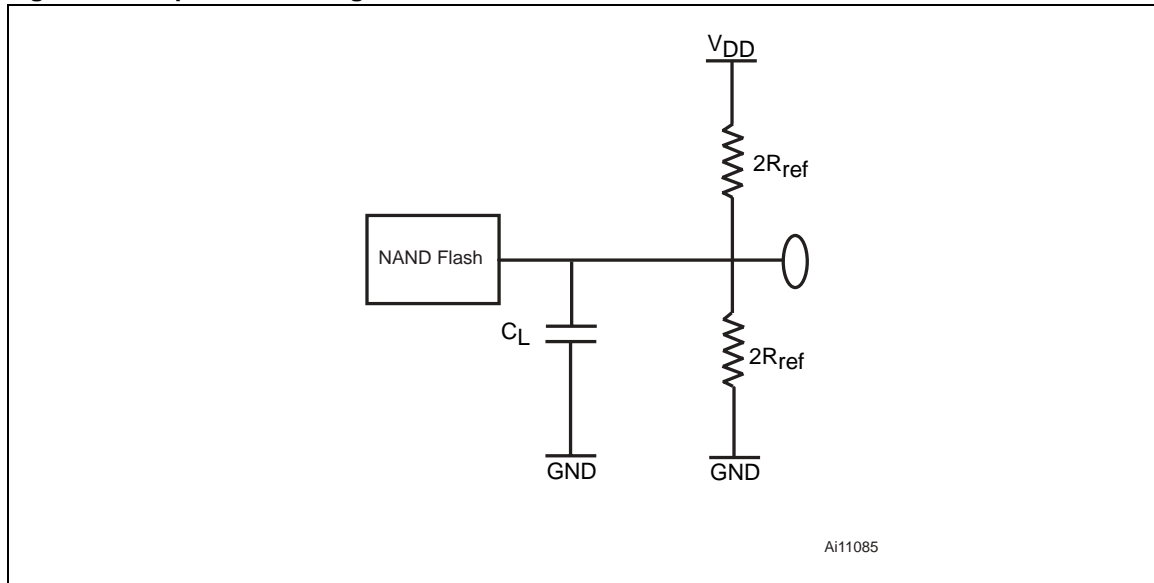 VDD
2Rref
NAND Flash
CL
2Rref
GND
GND
Ai11085